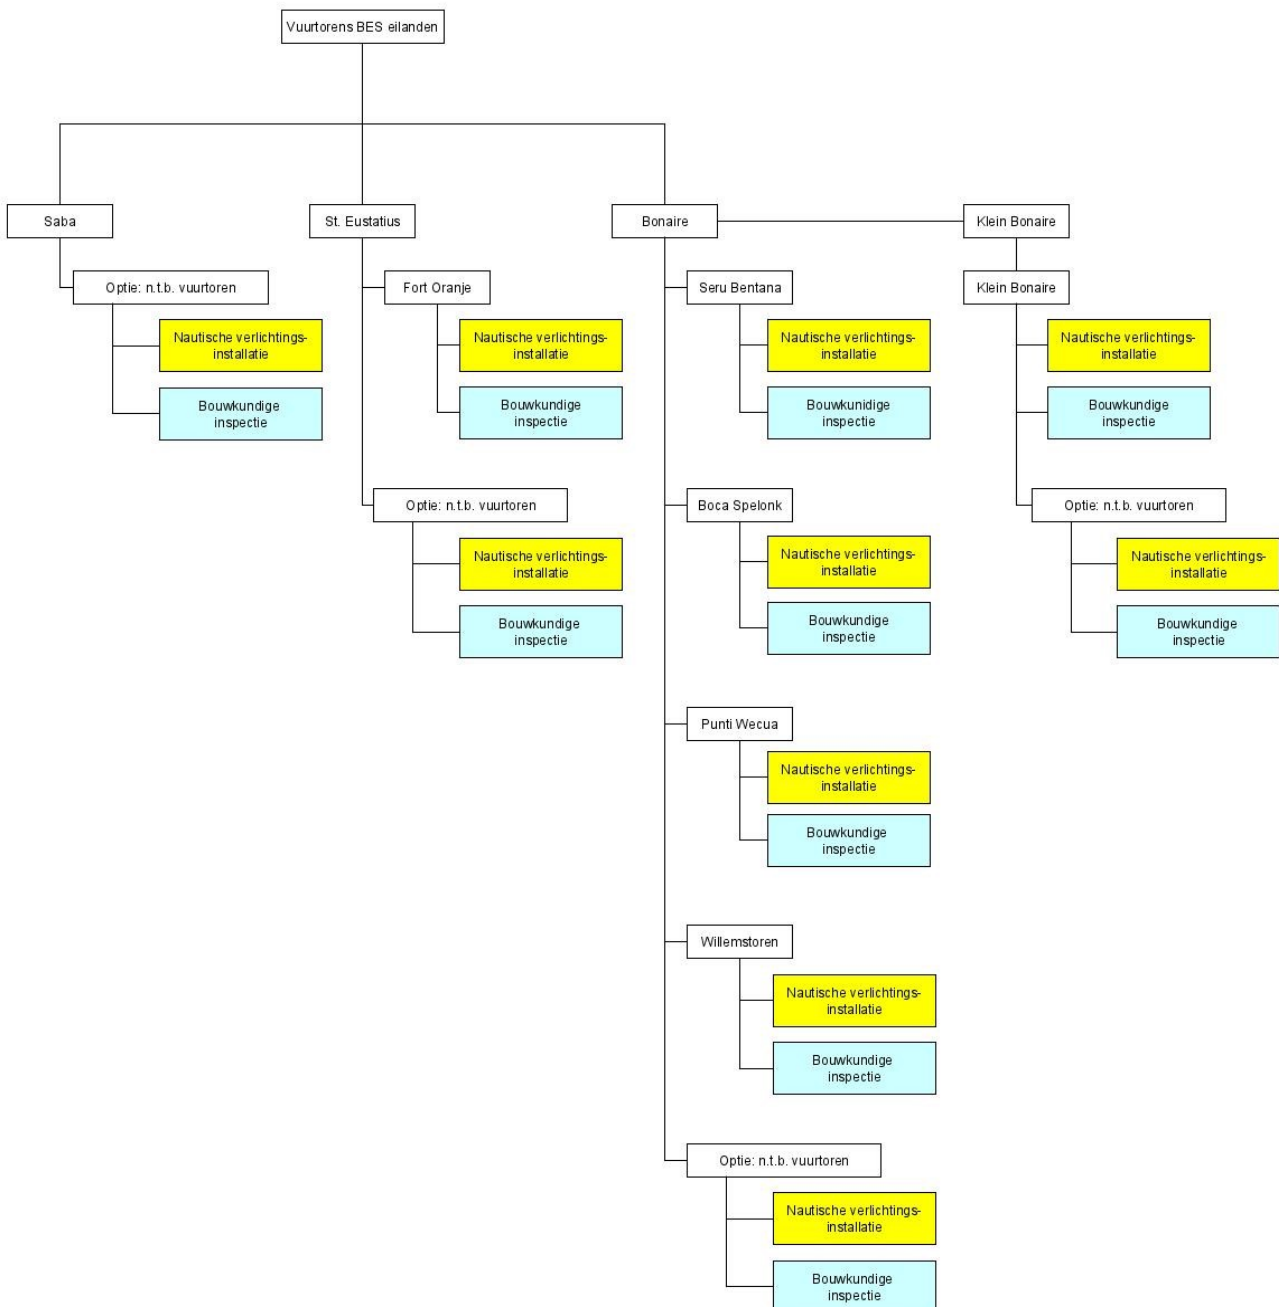 Vuurtorens BES eilanden
Saba
St. Eustatius
Bonaire
Klein Bonaire
Optie: n.t.b. vuurtoren
Fort Oranje
Seru Bentana
Klein Bonaire
Nautische verlichtings-
installatie
Nautische verlichtings-
installatie
Nautische verlichtings-
installatie
Nautische verlichtings-
installatie
Bouwkundige
inspectie
Bouwkundige
inspectie
Bouwkunidige
inspectie
Bouwkundige
inspectie
Optie: n.t.b. vuurtoren
Boca Spelonk
Optie: n.t.b. vuurtoren
Nautische verlichtings-
installatie
Nautische verlichtings-
installatie
Nautische verlichtings-
installatie
Bouwkundige
inspectie
Bouwkundige
inspectie
Bouwkundige
inspectie
Punti Wecua
Nautische verlichtings-
installatie
Bouwkundige
inspectie
Willemstoren
Nautische verlichtings-
installatie
Bouwkundige
inspectie
Optie: n.t.b. vuurtoren
Nautische verlichtings-
installatie
Bouwkundige
inspectie